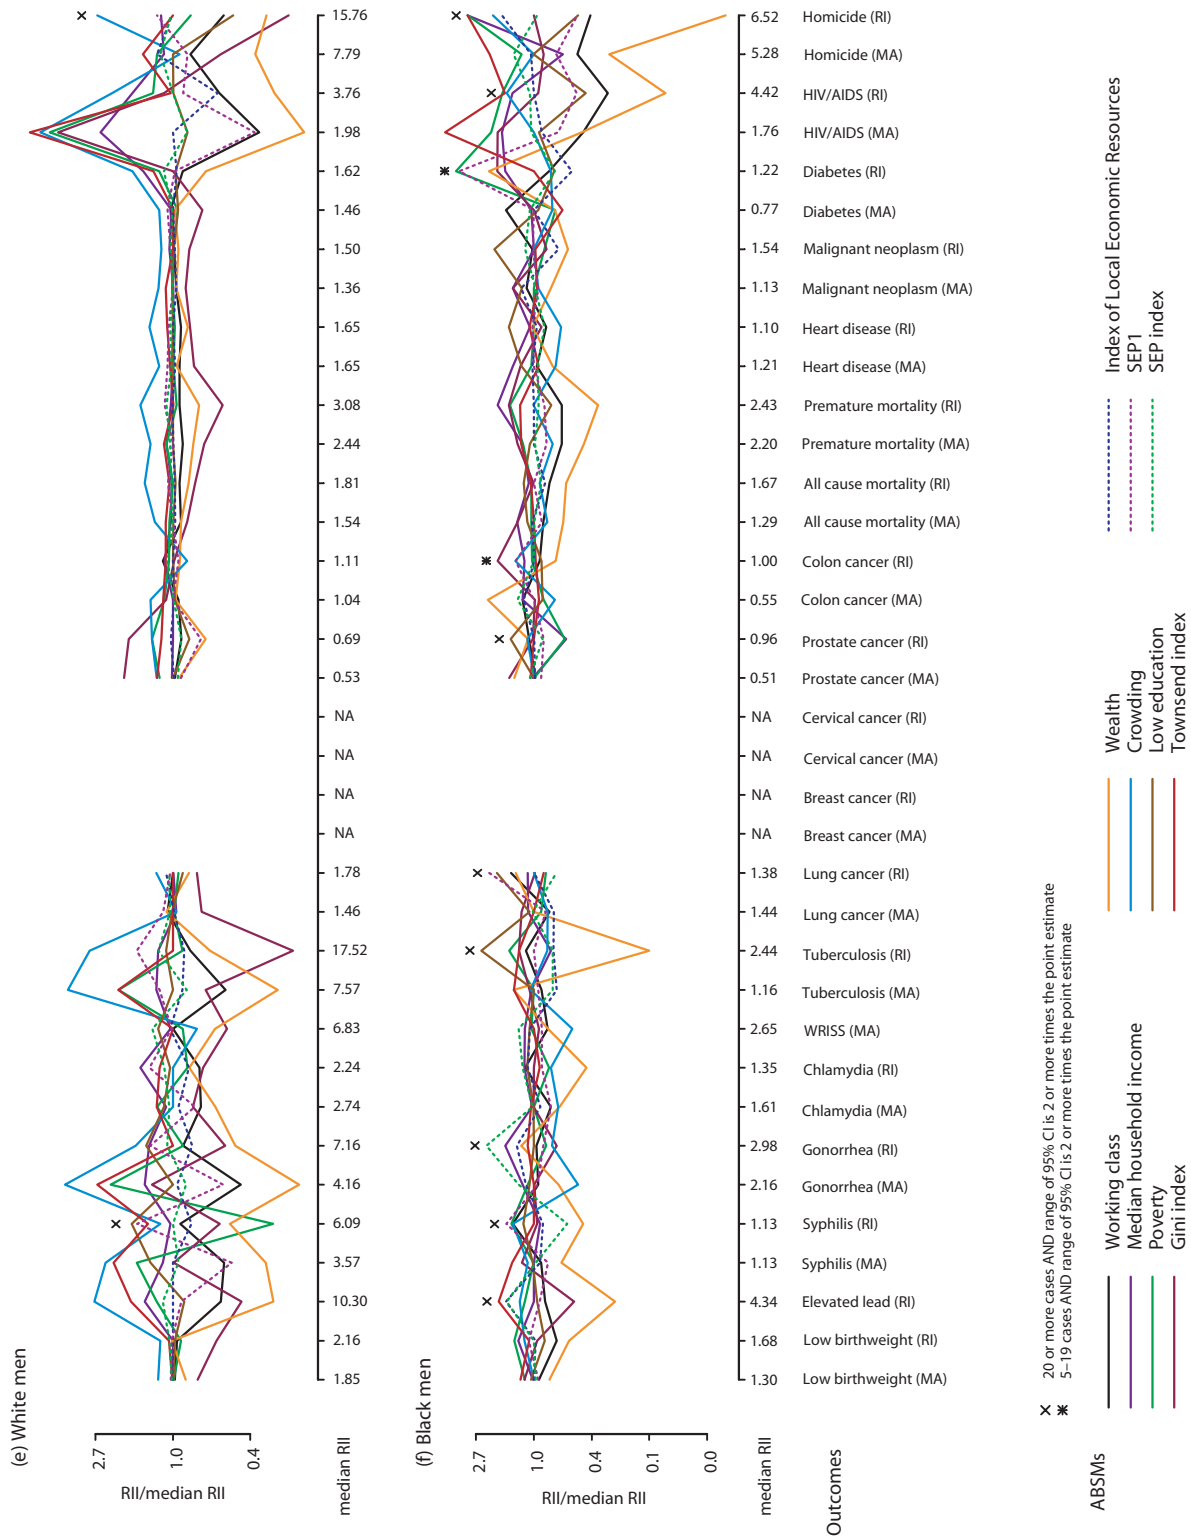 (e) White men
2.7
1.0
0.4
RII/median RII
median RII
1.85
2.16
10.30
3.57
6.09
4.16
7.16
2.74
2.24
6.83
7.57
17.52
1.46
1.78
NA
NA
NA
NA
0.53
0.69
1.04
1.11
1.54
1.81
2.44
3.08
1.65
1.65
1.36
1.50
1.46
1.62
1.98
3.76
7.79
15.76
(f) Black men
2.7
1.0
0.4
0.1
0.0
RII/median RII
median RII
1.30
1.68
4.34
1.13
1.13
2.16
2.98
1.61
1.35
2.65
1.16
2.44
1.44
1.38
NA
NA
NA
NA
0.51
0.96
0.55
1.00
1.29
1.67
2.20
2.43
1.21
1.10
1.13
1.54
0.77
1.22
1.76
4.42
5.28
6.52
Outcomes
Low birthweight (MA)
Low birthweight (RI)
Elevated lead (RI)
Syphilis (MA)
Syphilis (RI)
Gonorrhea (MA)
Gonorrhea (RI)
Chlamydia (MA)
Chlamydia (RI)
WRISS (MA)
Tuberculosis (MA)
Tuberculosis (RI)
Lung cancer (MA)
Lung cancer (RI)
Breast cancer (MA)
Breast cancer (RI)
Cervical cancer (MA)
Cervical cancer (RI)
Prostate cancer (MA)
Prostate cancer (RI)
Colon cancer (MA)
Colon cancer (RI)
All cause mortality (MA)
All cause mortality (RI)
Premature mortality (MA)
Premature mortality (RI)
Heart disease (MA)
Heart disease (RI)
Malignant neoplasm (MA)
Malignant neoplasm (RI)
Diabetes (MA)
Diabetes (RI)
HIV/AIDS (MA)
HIV/AIDS (RI)
Homicide (MA)
Homicide (RI)
× 20 or more cases AND range of 95% CI is 2 or more times the point estimate
✳ 5–19 cases AND range of 95% CI is 2 or more times the point estimate
ABSMs
Working class
Median household income
Poverty
Gini index
Wealth
Crowding
Low education
Townsend index
Index of Local Economic Resources
SEP1
SEP index